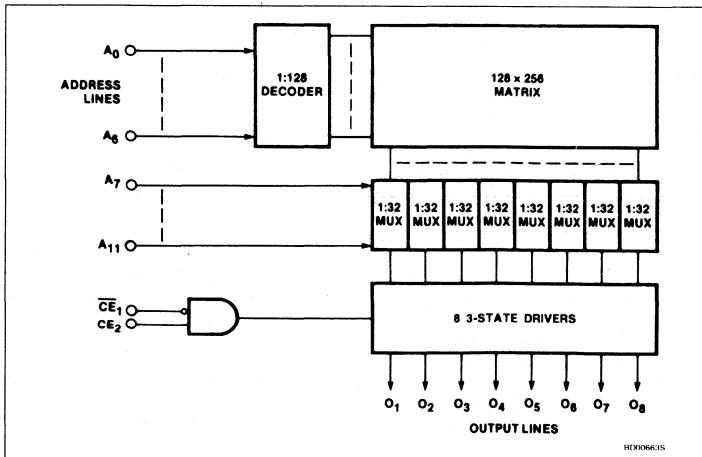 A0
ADDRESS
LINES
A6
1:128
DECODER
128 x 256
MATRIX
A7
A11
1:32
MUX
1:32
MUX
1:32
MUX
1:32
MUX
1:32
MUX
1:32
MUX
1:32
MUX
1:32
MUX
CE1
CE2
8 3-STATE DRIVERS
O1 O2 O3 O4 O5 O6 O7 O8
OUTPUT LINES
BD00663S